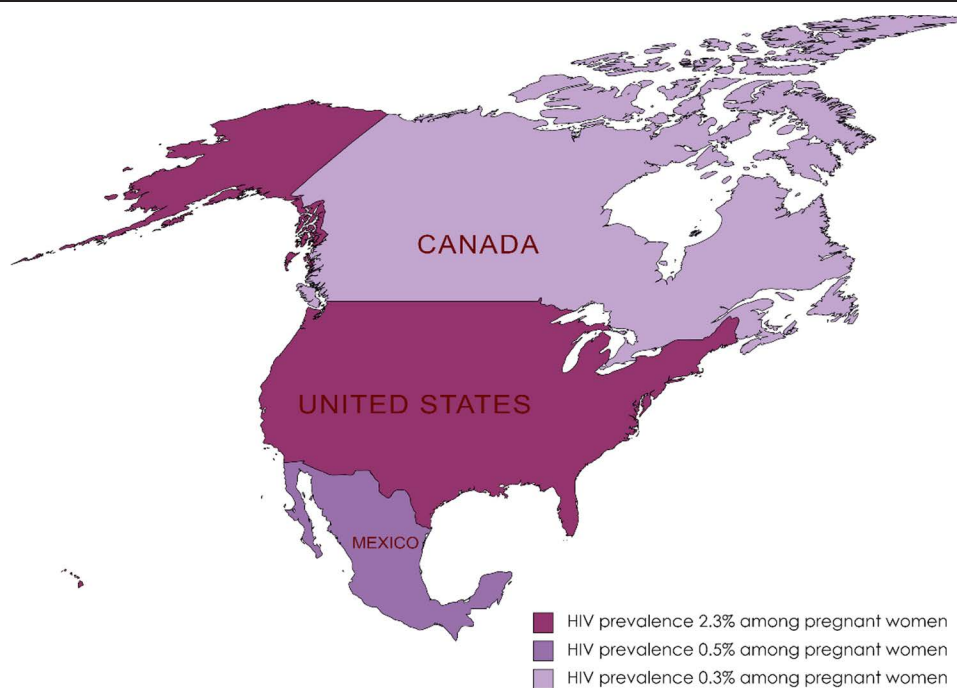 CANADA
UNITED STATES
MEXICO
HIV prevalence 2.3% among pregnant women
HIV prevalence 0.5% among pregnant women
HIV prevalence 0.3% among pregnant women